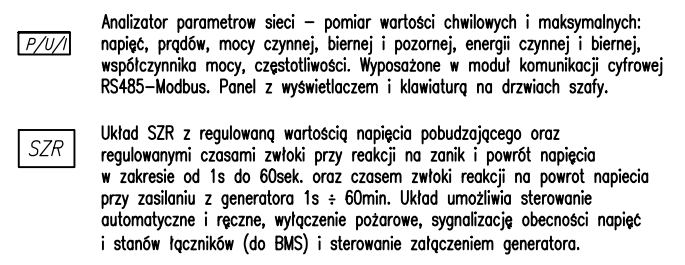 P/U/I
Analizator parametrow sieci – pomiar wartości chwilowych i maksymalnych:
napięć, prądów, mocy czynnej, biernej i pozornej, energii czynnej i biernej,
współczynnika mocy, częstotliwości. Wyposażone w moduł komunikacji cyfrowej
RS485–Modbus. Panel z wyświetlaczem i klawiaturą na drzwiach szafy.
SZR
Układ SZR z regulowaną wartością napięcia pobudzającego oraz
regulowanymi czasami zwłoki przy reakcji na zanik i powrót napięcia
w zakresie od 1s do 60sek. oraz czasem zwłoki reakcji na powrot napiecia
przy zasilaniu z generatora 1s ÷ 60min. Układ umożliwia sterowanie
automatyczne i ręczne, wyłączenie pożarowe, sygnalizację obecności napięć
i stanów łączników (do BMS) i sterowanie załączeniem generatora.